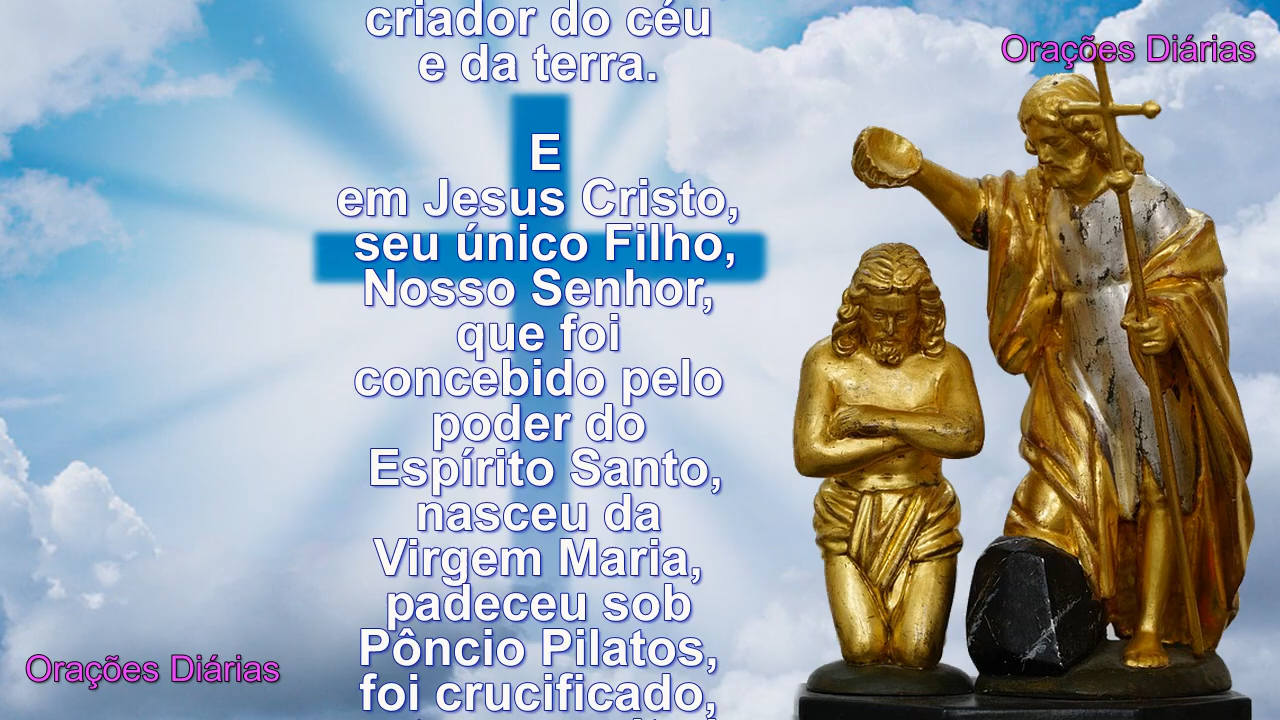 criador do céu
e da terra.
Orações Diárias
E
em Jesus Cristo,
seu único Filho,
Nosso Senhor,
que foi
concebido pelo
poder do
Espírito Santo,
nasceu da
Virgem Maria,
padeceu sob
Pôncio Pilatos,
foi crucificado,
Orações Diárias